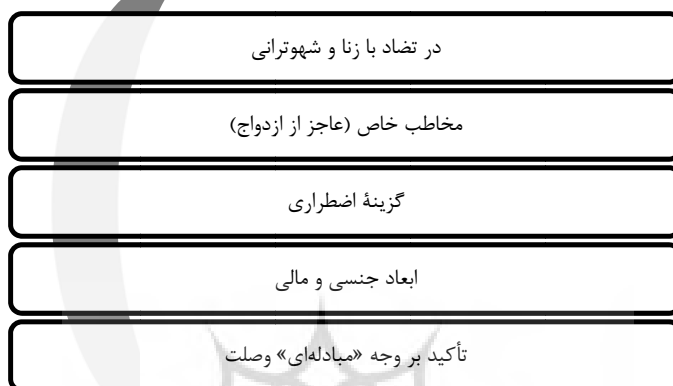 در تضاد با زنا و شهوترانی
مخاطب خاص (عاجز از ازدواج)
گزینهٔ اضطراری
ابعاد جنسی و مالی
تأکید بر وجه «مبادله‌ای» وصلت